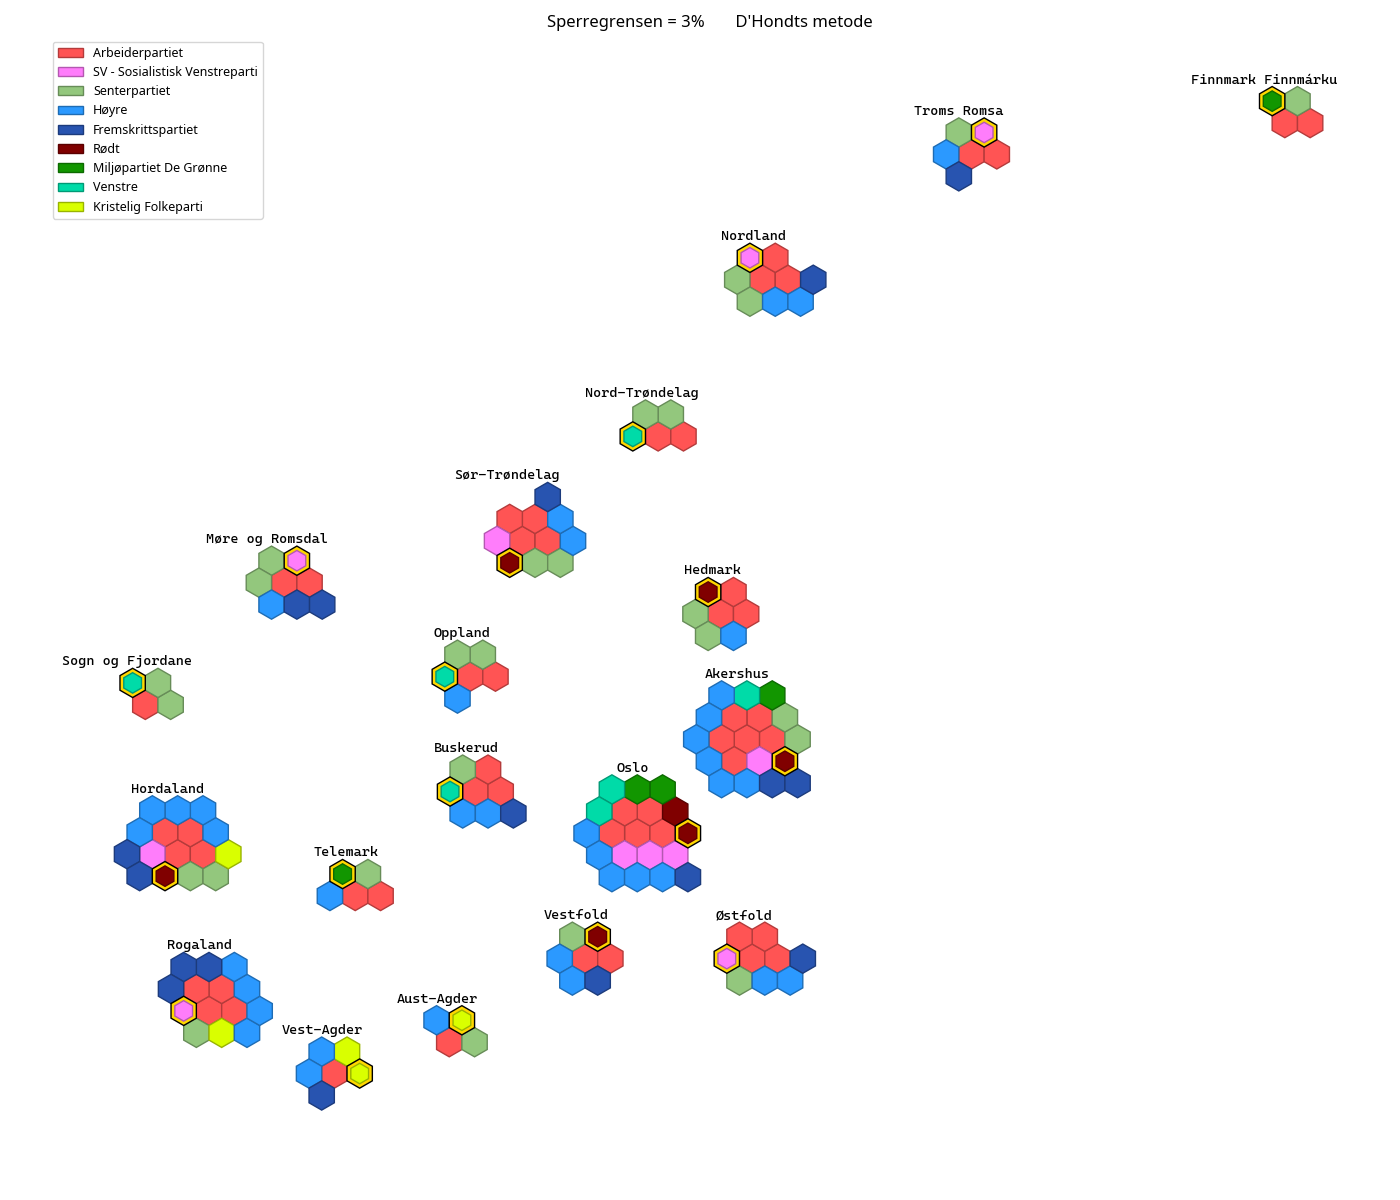 Sperregrensen = 3%   D'Hondts metode
Arbeiderpartiet
SV - Sosialistisk Venstreparti
Senterpartiet
Høyre
Fremskrittspartiet
Rødt
Miljøpartiet De Grønne
Venstre
Kristelig Folkeparti
Finnmark Finnmárku
Troms Romsa
Nordland
Nord-Trøndelag
Sør-Trøndelag
Møre og Romsdal
Hedmark
Oppland
Sogn og Fjordane
Akershus
Buskerud
Oslo
Hordaland
Telemark
Vestfold
Østfold
Rogaland
Aust-Agder
Vest-Agder